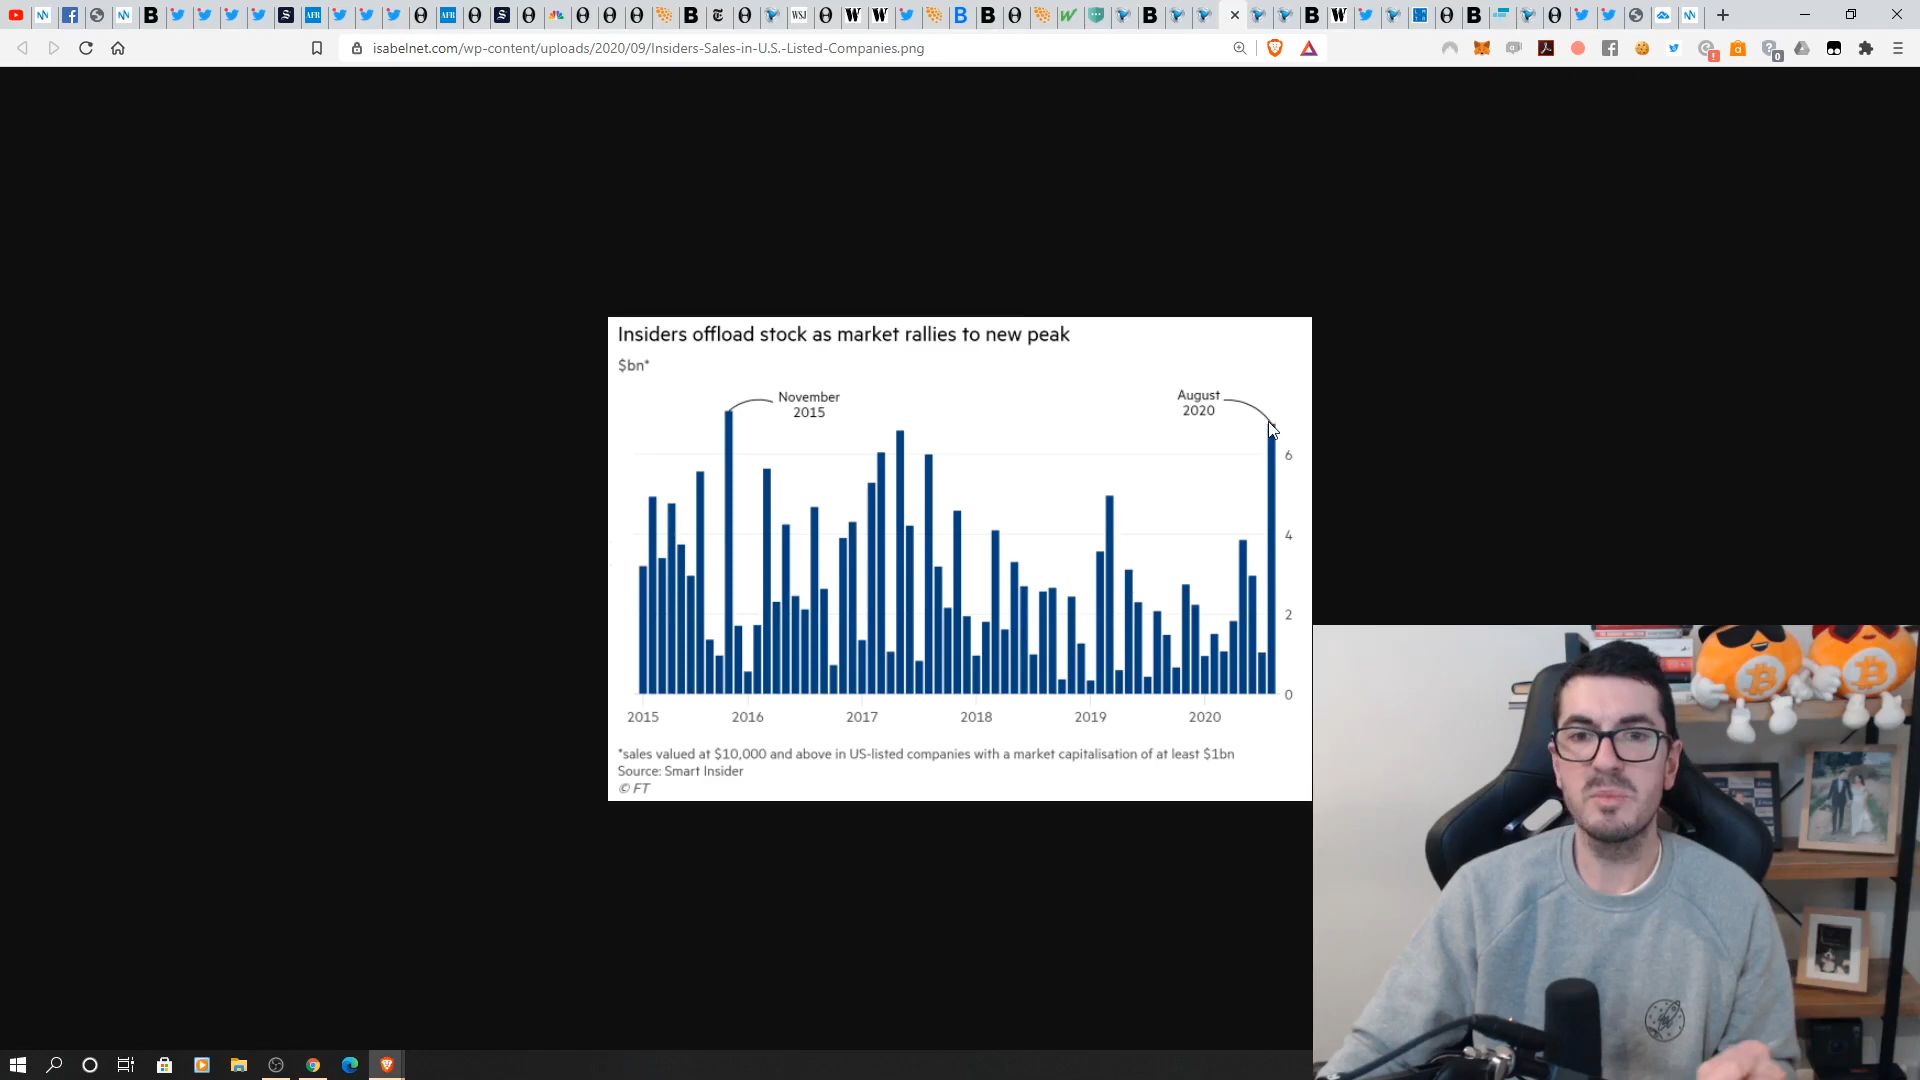 isabelnet.com/wp-content/uploads/2020/09/Insiders-Sales-in-U.S.-Listed-Companies.png
Insiders offload stock as market rallies to new peak
$bn*
November
2015
August
2020
6
4
2
0
2015 2016 2017 2018 2019 2020
*sales valued at $10,000 and above in US-listed companies with a market capitalisation of at least $1bn
Source: Smart Insider
© FT